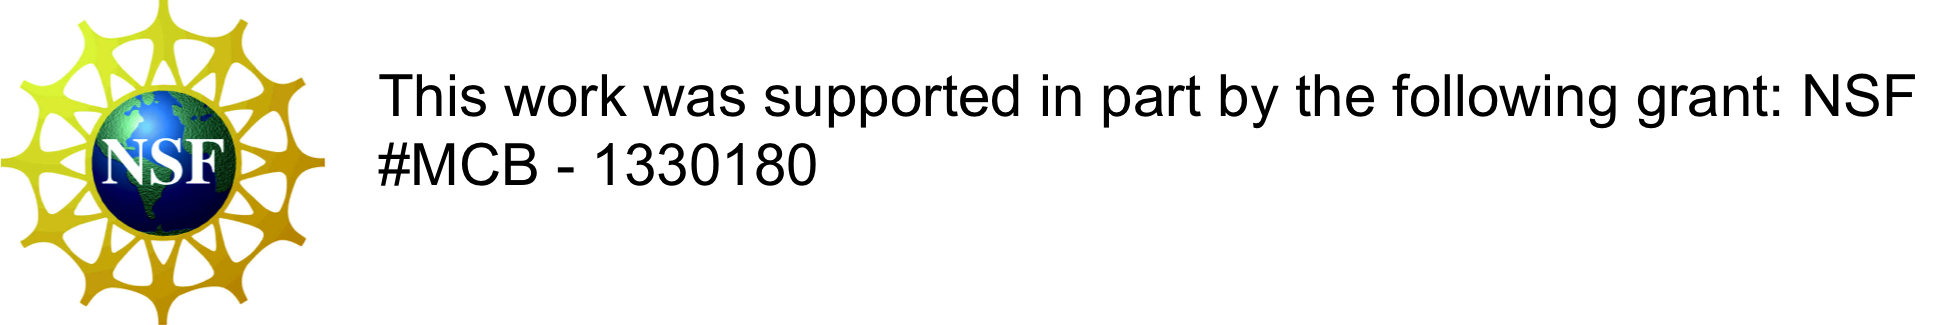 NSF
This work was supported in part by the following grant: NSF
#MCB - 1330180